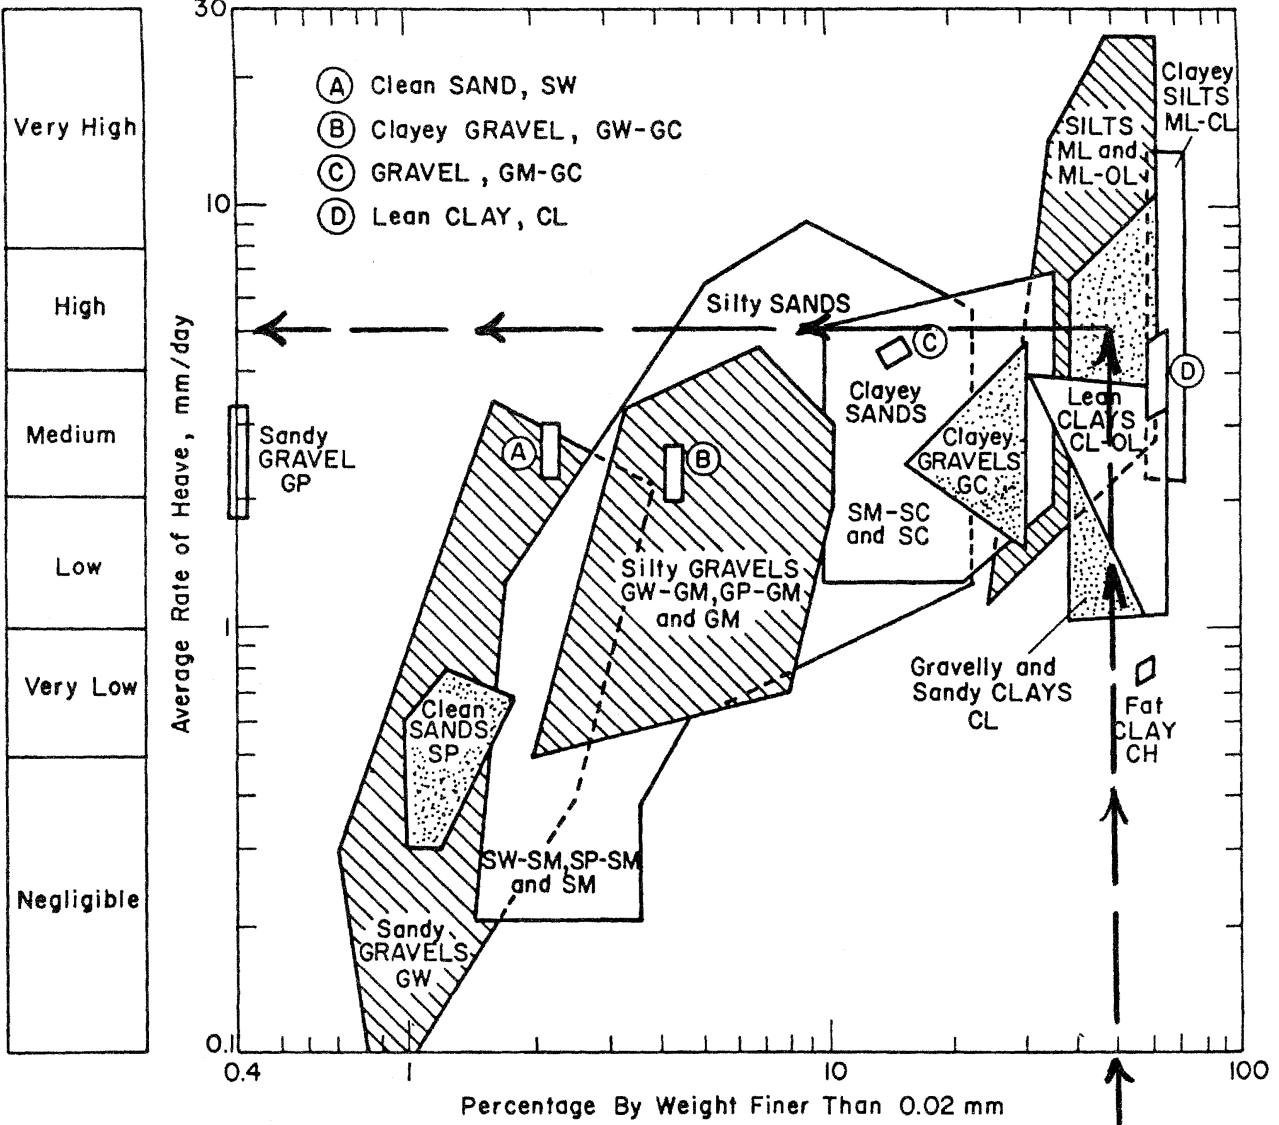 30
10
1
0.1
Average Rate of Heave, mm/day
Very High
High
Medium
Low
Very Low
Negligible
A Clean SAND, SW
B Clayey GRAVEL, GW-GC
C GRAVEL, GM-GC
D Lean CLAY, CL
Clayey
SILTS
ML-CL
SILTS
ML and
ML-OL
Silty SANDS
C
D
Clayey
SANDS
Lean
CLAYS
CL-OL
Sandy
GRAVEL
GP
A
B
Clayey
GRAVELS
GC
SM-SC
and SC
Silty GRAVELS
GW-GM, GP-GM
and GM
Gravelly and
Sandy CLAYS
CL
Fat
CLAY
CH
Clean
SANDS
SP
SW-SM, SP-SM
and SM
Sandy
GRAVELS
GW
0.4
1
10
100
Percentage By Weight Finer Than 0.02 mm